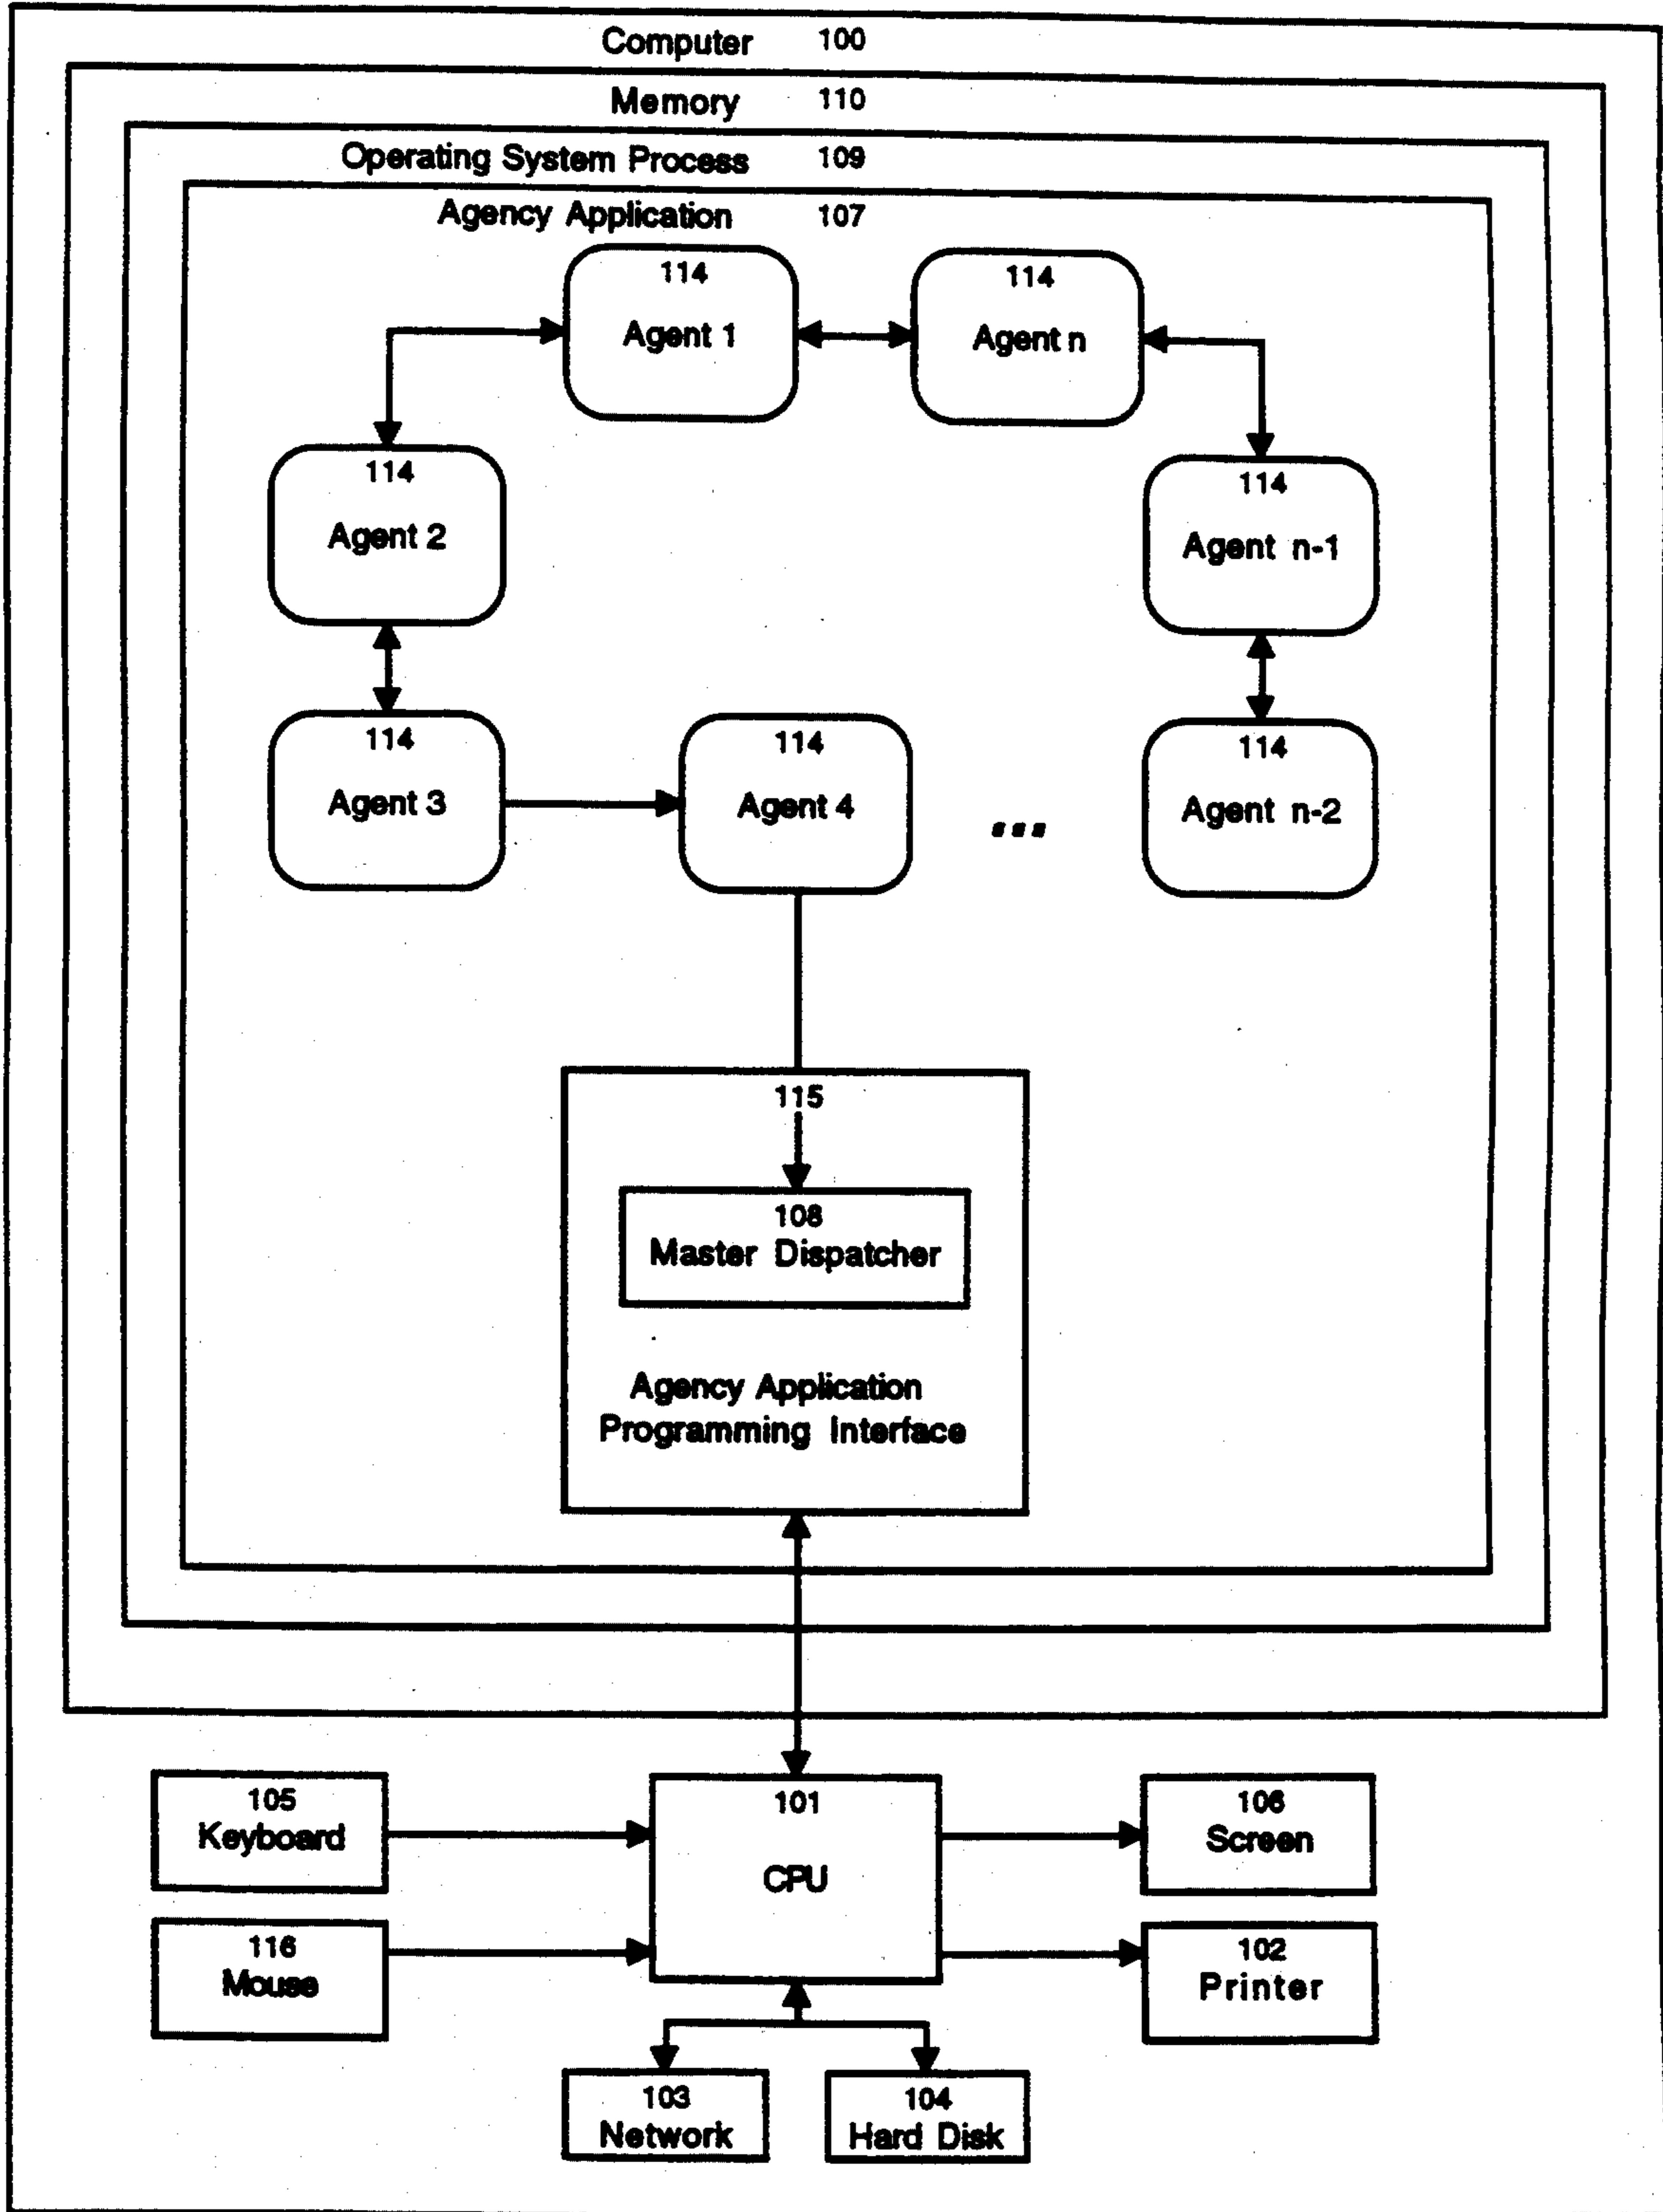 Computer 100
Memory 110
Operating System Process 109
Agency Application 107
114
Agent 1
114
Agent n
114
Agent 2
114
Agent n-1
114
Agent 3
114
Agent 4
...
114
Agent n-2
115
108
Master Dispatcher
Agency Application
Programming Interface
105
Keyboard
101
CPU
106
Screen
116
Mouse
102
Printer
103
Network
104
Hard Disk